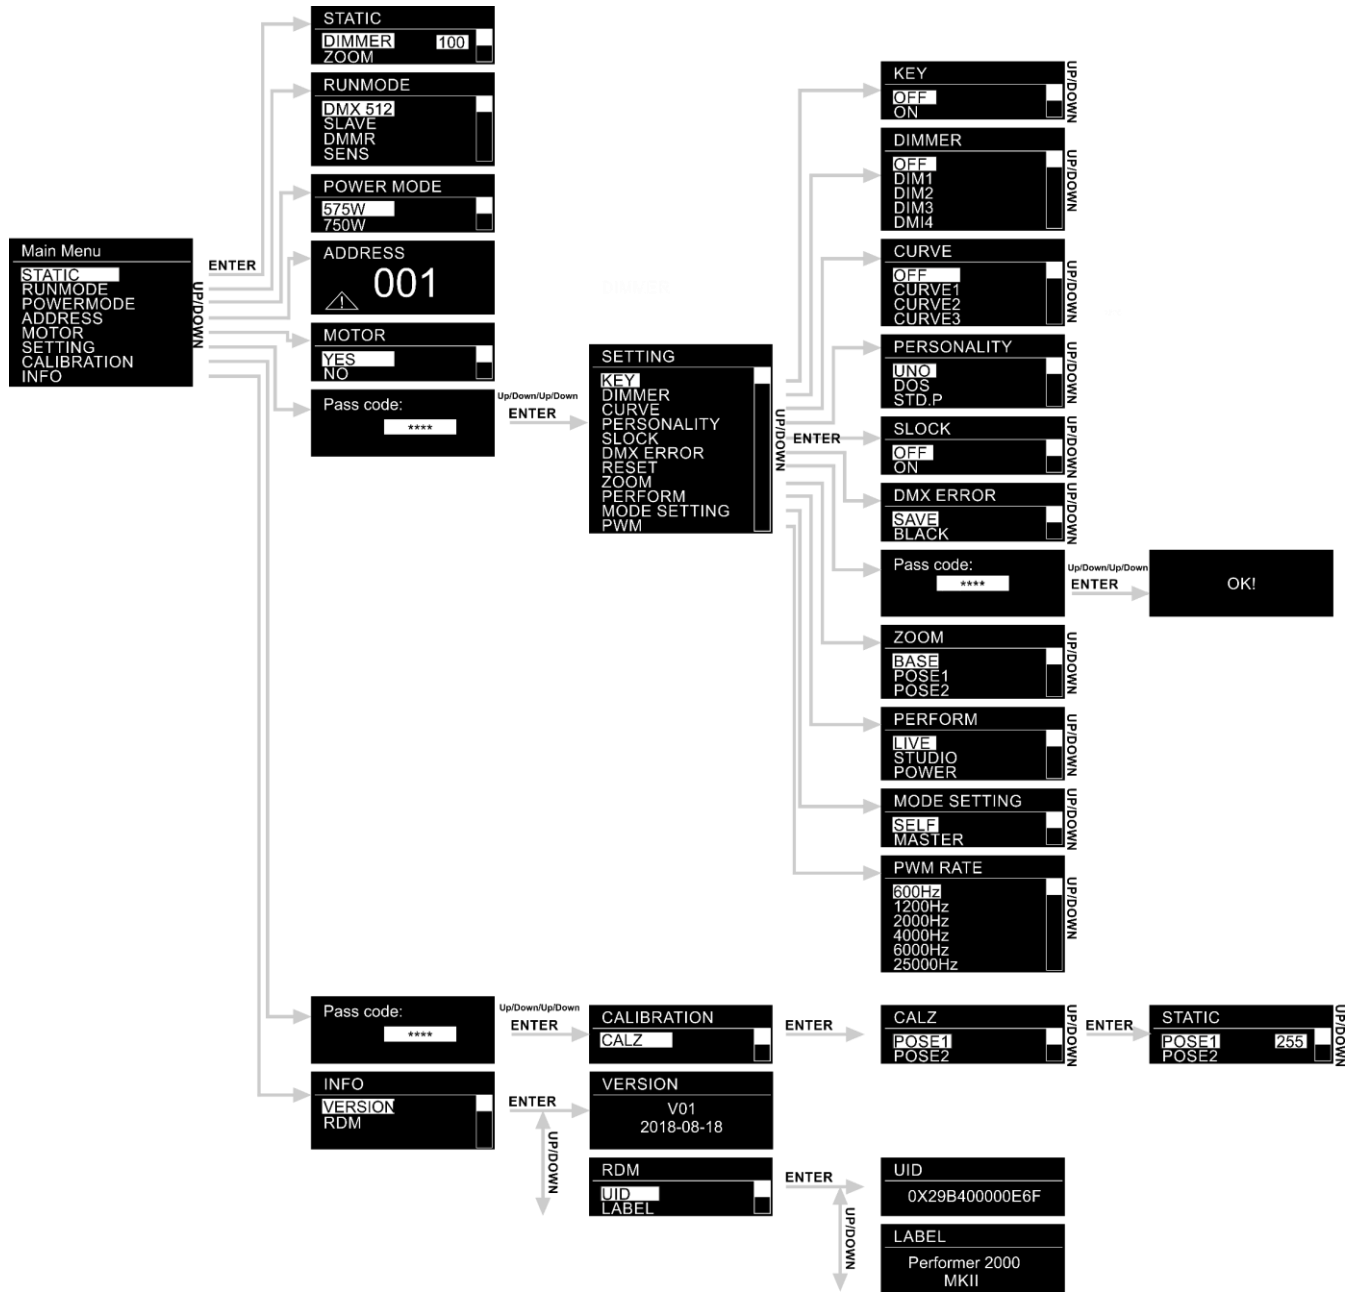 STATIC
DIMMER 100
ZOOM
RUNMODE
DMX 512
SLAVE
DMMR
SENS
POWER MODE
575W
750W
Main Menu
STATIC
RUNMODE
POWERMODE
ADDRESS
MOTOR
SETTING
CALIBRATION
INFO
UP/DOWN
ENTER
ADDRESS
001
MOTOR
YES
NO
Pass code:
****
Up/Down/Up/Down
ENTER
SETTING
KEY
DIMMER
CURVE
PERSONALITY
SLOCK
DMX ERROR
RESET
ZOOM
PERFORM
MODE SETTING
PWM
UP/DOWN
ENTER
KEY
OFF
ON
UP/DOWN
DIMMER
OFF
DIM1
DIM2
DIM3
DMI4
UP/DOWN
CURVE
OFF
CURVE1
CURVE2
CURVE3
UP/DOWN
PERSONALITY
UNO
DOS
STD.P
UP/DOWN
SLOCK
OFF
ON
UP/DOWN
DMX ERROR
SAVE
BLACK
UP/DOWN
Pass code:
****
Up/Down/Up/Down
ENTER
OK!
ZOOM
BASE
POSE1
POSE2
UP/DOWN
PERFORM
LIVE
STUDIO
POWER
UP/DOWN
MODE SETTING
SELF
MASTER
UP/DOWN
PWM RATE
600Hz
1200Hz
2000Hz
4000Hz
6000Hz
25000Hz
UP/DOWN
Pass code:
****
Up/Down/Up/Down
ENTER
CALIBRATION
CALZ
ENTER
CALZ
POSE1
POSE2
UP/DOWN
ENTER
STATIC
POSE1 255
POSE2
UP/DOWN
INFO
VERSION
RDM
ENTER
UP/DOWN
VERSION
V01
2018-08-18
RDM
UID
LABEL
ENTER
UP/DOWN
UID
0X29B400000E6F
LABEL
Performer 2000
MKII